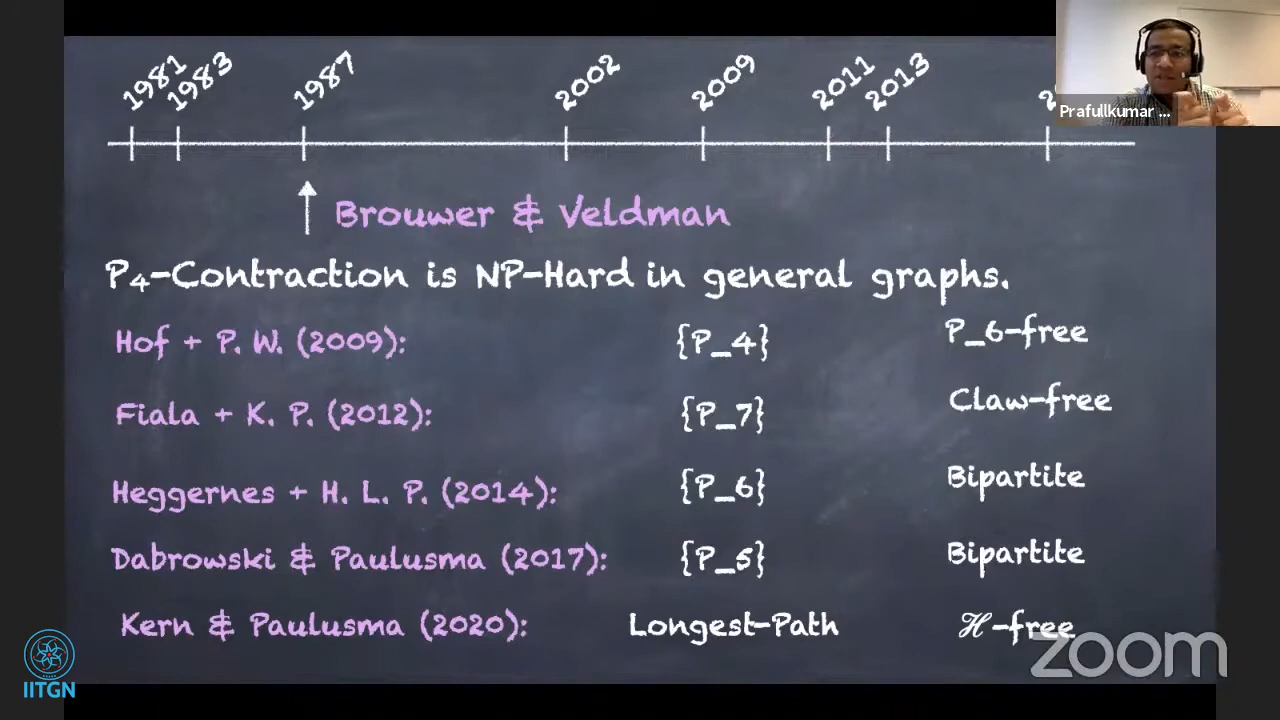 1981 1983 1987 2002 2009 2011 2013
Prafullkumar ...
Brouwer & Veldman
P₄-Contraction is NP-Hard in general graphs.
Hof + P. W. (2009): {P_4} P_6-free
Fiala + K. P. (2012): {P_7} Claw-free
Heggernes + H. L. P. (2014): {P_6} Bipartite
Dabrowski & Paulusma (2017): {P_5} Bipartite
Kern & Paulusma (2020): Longest-Path ℋ-free
zoom
IITGN